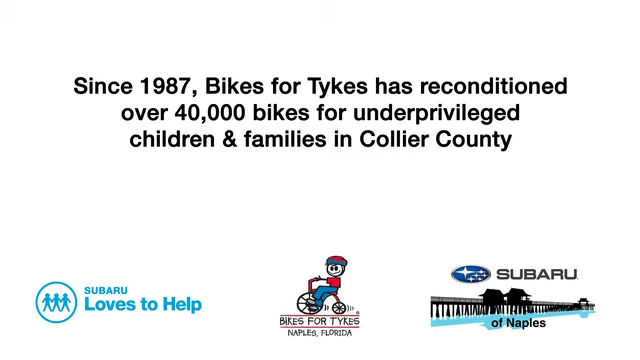 Since 1987, Bikes for Tykes has reconditioned
over 40,000 bikes for underprivileged
children & families in Collier County
SUBARU
Loves to Help
BIKES FOR TYKES
NAPLES, FLORIDA
SUBARU
of Naples